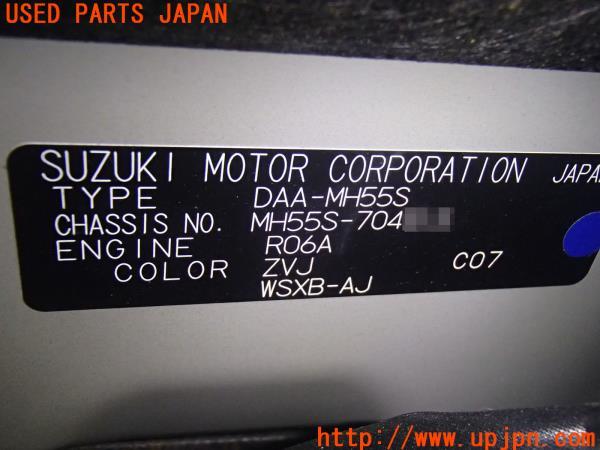 USED PARTS JAPAN
SUZUKI MOTOR CORPORATION JAPAN
TYPE DAA-MH55S
CHASSIS NO. MH55S-704
ENGINE R06A
COLOR ZVJ C07
WSXB-AJ
http://www.upjpn.com